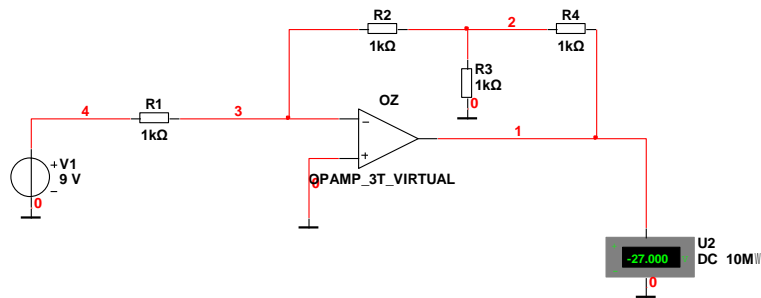 R2
1kΩ
2
R4
1kΩ
R3
1kΩ
0
OZ
4
R1
1kΩ
3
1
V1
9 V
0
0
OPAMP_3T_VIRTUAL
U2
DC 10MW
-27.000
0